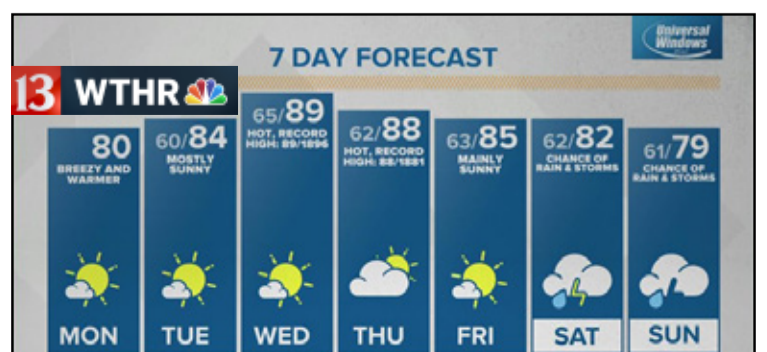 Universal
Windows
7 DAY FORECAST
13 WTHR
80
BREEZY AND
WARMER
MON
60/84
MOSTLY
SUNNY
TUE
65/89
HOT, RECORD
HIGH: 89/1896
WED
62/88
HOT, RECORD
HIGH: 88/1881
THU
63/85
MAINLY
SUNNY
FRI
62/82
CHANCE OF
RAIN & STORMS
SAT
61/79
CHANCE OF
RAIN & STORMS
SUN